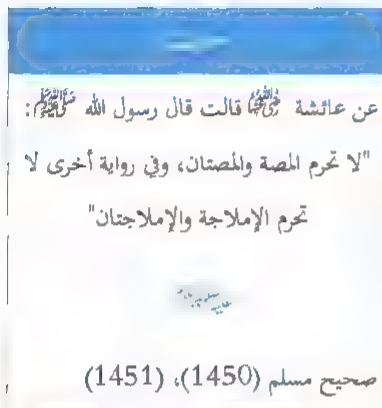 عن عائشة رضي الله عنها قالت قال رسول الله ﷺ:
"لا تحرم المصة والمصتان، وفي رواية أخرى لا
تحرم الإملاجة والإملاجتان"
صحيح مسلم (1450)، (1451)